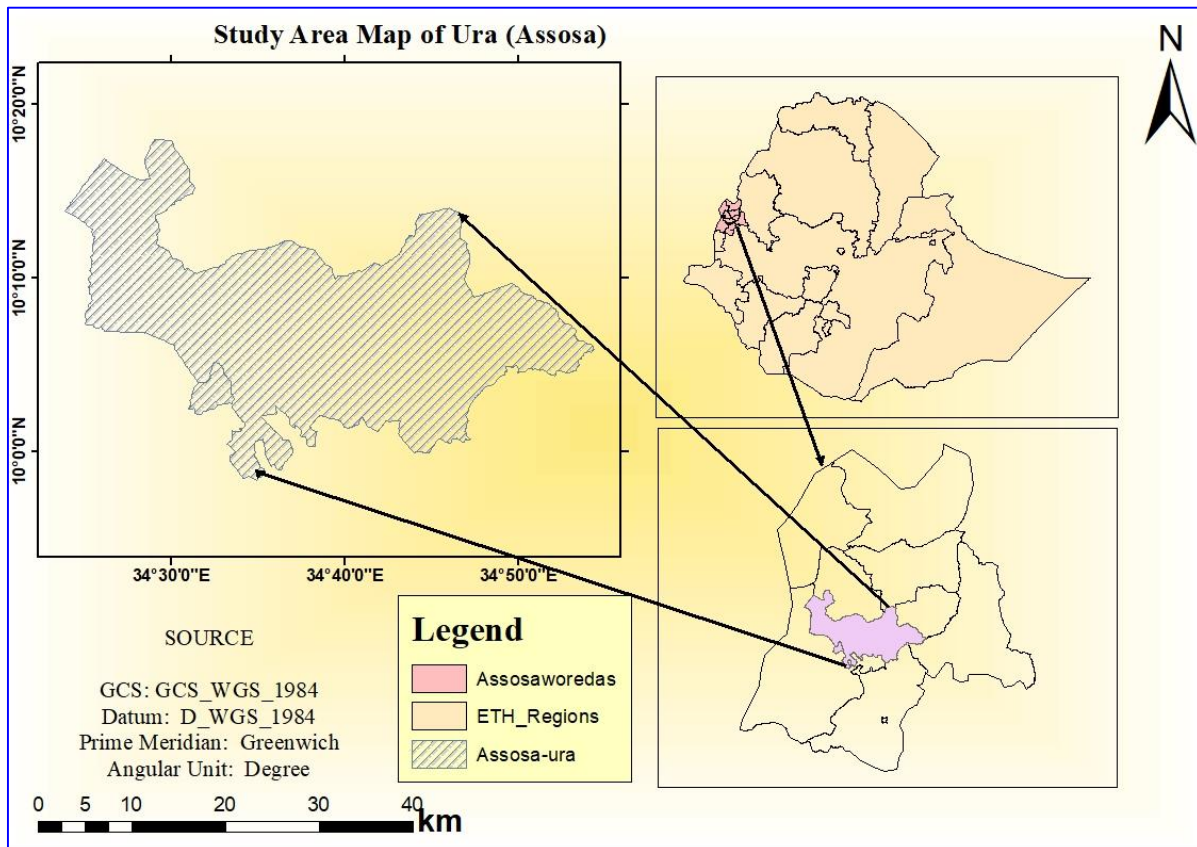 Study Area Map of Ura (Assosa)
N
10°20'0"N
10°10'0"N
10°0'0"N
34°30'0"E
34°40'0"E
34°50'0"E
SOURCE
GCS: GCS_WGS_1984
Datum: D_WGS_1984
Prime Meridian: Greenwich
Angular Unit: Degree
Legend
Assosaworedas
ETH_Regions
Assosa-ura
0 5 10 20 30 40
km